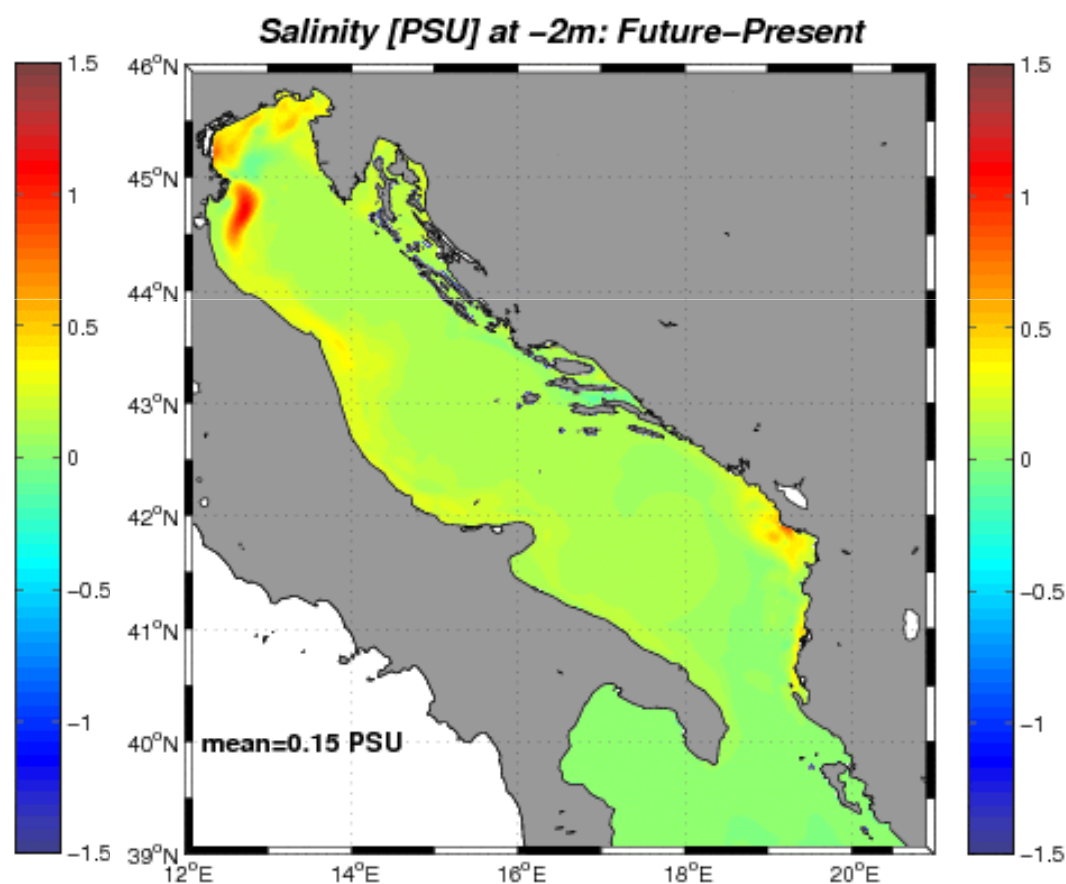 Salinity [PSU] at −2m: Future−Present
1.5
1
0.5
0
−0.5
−1
−1.5
46°N
45°N
44°N
43°N
42°N
41°N
40°N
39°N
mean=0.15 PSU
12°E
14°E
16°E
18°E
20°E
1.5
1
0.5
0
−0.5
−1
−1.5